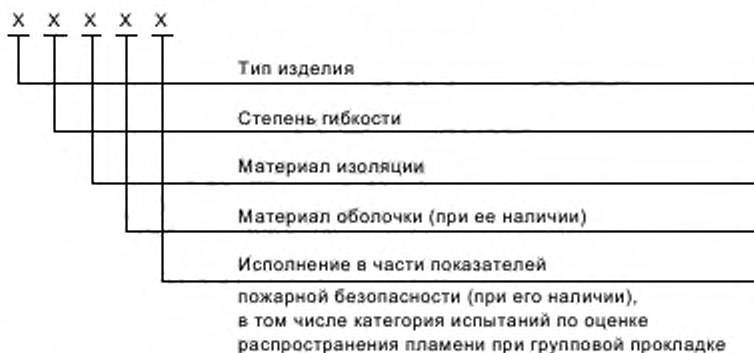 X X X X X
Тип изделия
Степень гибкости
Материал изоляции
Материал оболочки (при ее наличии)
Исполнение в части показателей
пожарной безопасности (при его наличии),
в том числе категория испытаний по оценке
распространения пламени при групповой прокладке